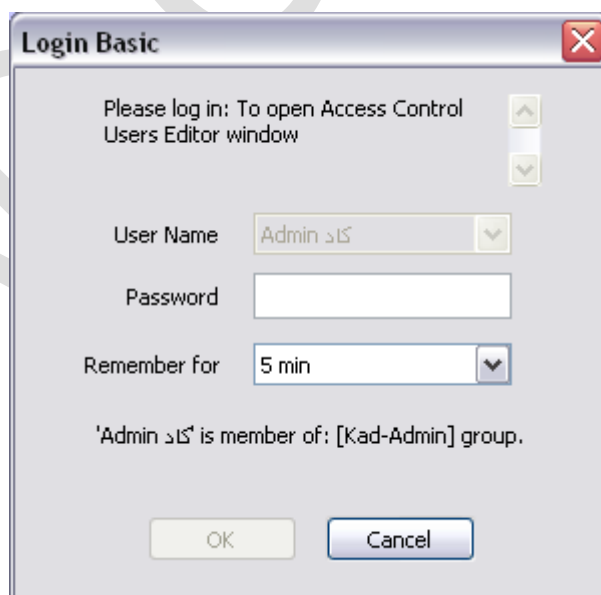 Login Basic
Please log in: To open Access Control
Users Editor window
User Name
Admin کاد
Password
Remember for
5 min
'Admin کاد' is member of: [Kad-Admin] group.
OK
Cancel